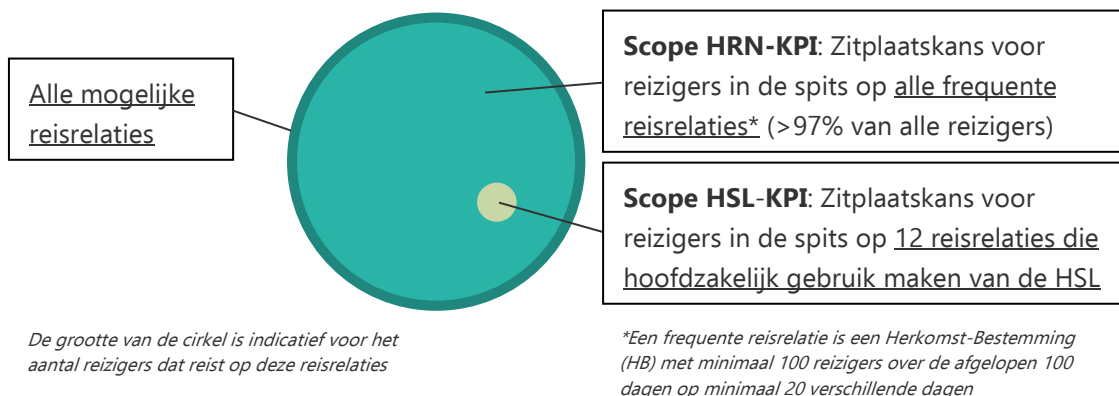 Alle mogelijke
reisrelaties
Scope HRN-KPI: Zitplaatskans voor
reizigers in de spits op alle frequente
reisrelaties* (>97% van alle reizigers)
Scope HSL-KPI: Zitplaatskans voor
reizigers in de spits op 12 reisrelaties die
hoofdzakelijk gebruik maken van de HSL
De grootte van de cirkel is indicatief voor het
aantal reizigers dat reist op deze reisrelaties
*Een frequente reisrelatie is een Herkomst-Bestemming
(HB) met minimaal 100 reizigers over de afgelopen 100
dagen op minimaal 20 verschillende dagen